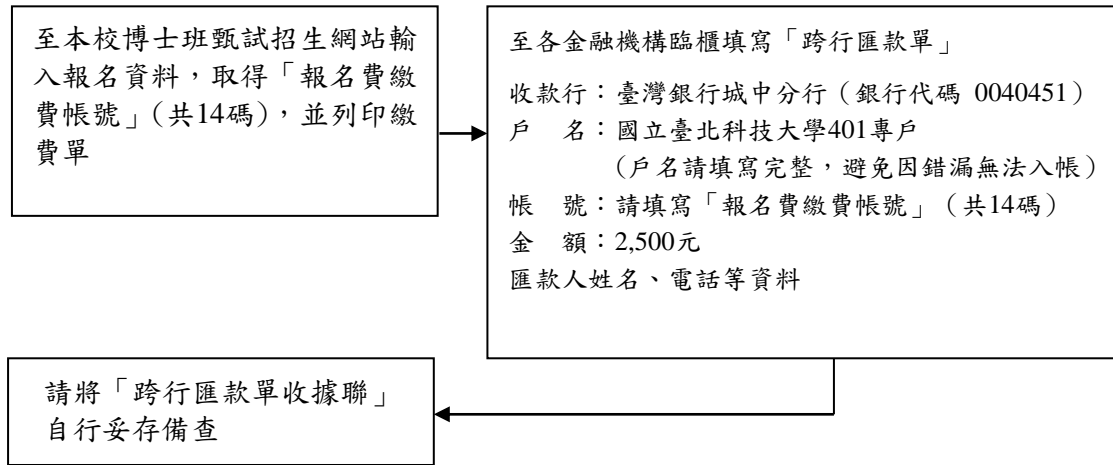 至本校博士班甄試招生網站輸
入報名資料，取得「報名費繳
費帳號」(共14碼)，並列印繳
費單
至各金融機構臨櫃填寫「跨行匯款單」
收款行：臺灣銀行城中分行（銀行代碼 0040451）
戶　名：國立臺北科技大學401專戶
(戶名請填寫完整，避免因錯漏無法入帳）
帳　號：請填寫「報名費繳費帳號」（共14碼）
金　額：2,500元
匯款人姓名、電話等資料
請將「跨行匯款單收據聯」
自行妥存備查